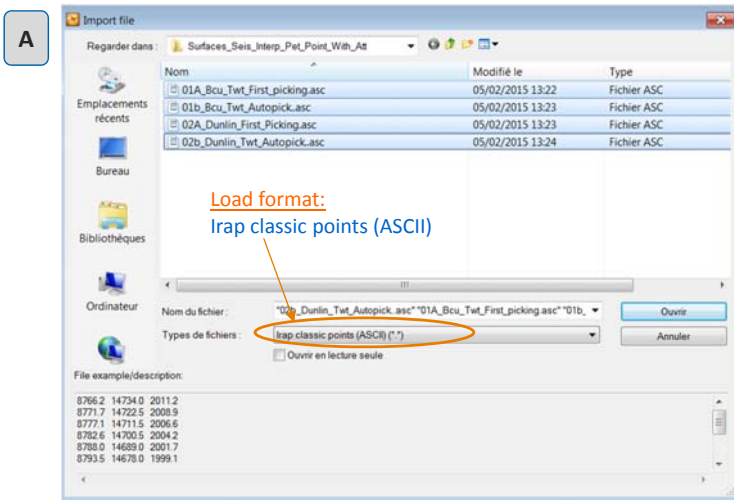 A
Import file
Regarder dans :
Surfaces_Seis_Interp_Pet_Point_With_Att
Nom
Modifié le
Type
01A_Bcu_Twt_First_picking.asc 05/02/2015 13:22 Fichier ASC
01b_Bcu_Twt_Autopick.asc 05/02/2015 13:23 Fichier ASC
02A_Dunlin_First_Picking.asc 05/02/2015 13:23 Fichier ASC
02b_Dunlin_Twt_Autopick..asc 05/02/2015 13:24 Fichier ASC
Emplacements
récents
Bureau
Bibliothèques
Ordinateur
Load format:
Irap classic points (ASCII)
Nom du fichier :
"02b_Dunlin_Twt_Autopick..asc" "01A_Bcu_Twt_First_picking.asc" "01b_
Ouvrir
Types de fichiers :
Irap classic points (ASCII) (*.*)
Annuler
Ouvrir en lecture seule
File example/description:
8766.2 14734.0 2011.2
8771.7 14722.5 2008.9
8777.1 14711.5 2006.6
8782.6 14700.5 2004.2
8788.0 14689.0 2001.7
8793.5 14678.0 1999.1